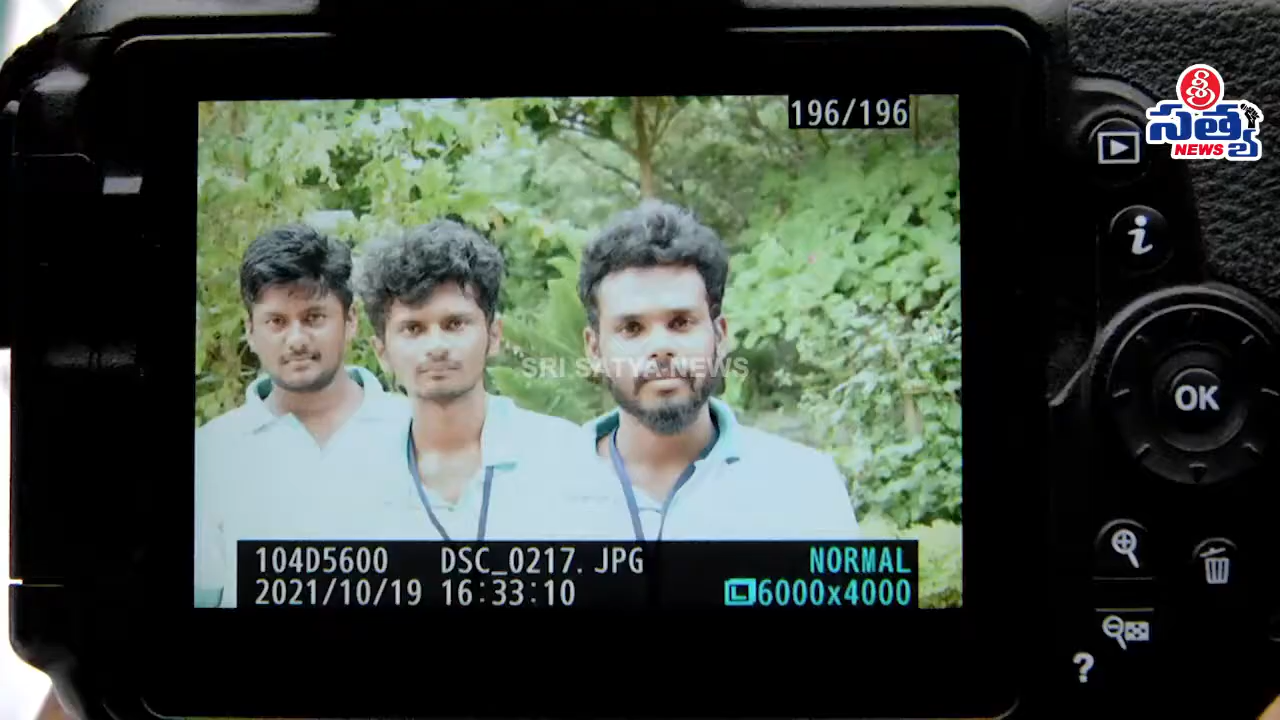 196/196
శ్రీ
సత్య
NEWS
i
SRI SATYA NEWS
OK
104D5600 DSC_0217.JPG NORMAL
2021/10/19 16:33:10 L 6000x4000
?